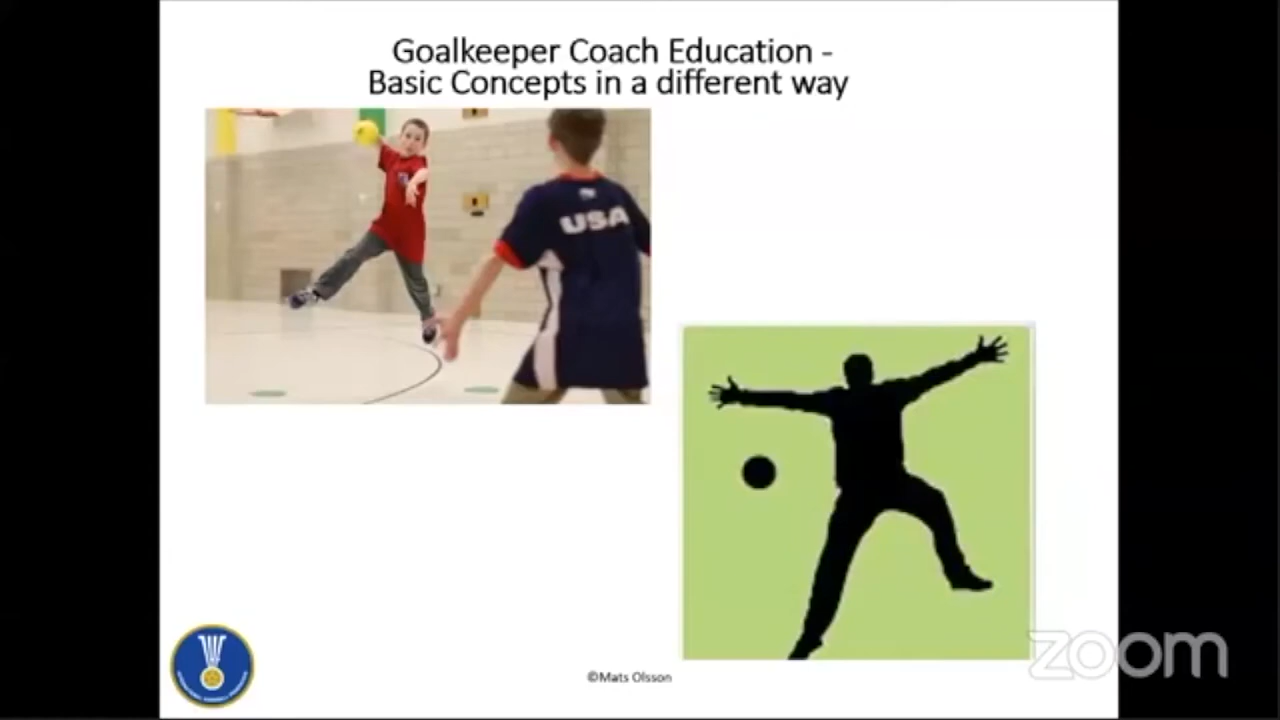 Goalkeeper Coach Education -
Basic Concepts in a different way
USA
©Mats Olsson
zoom